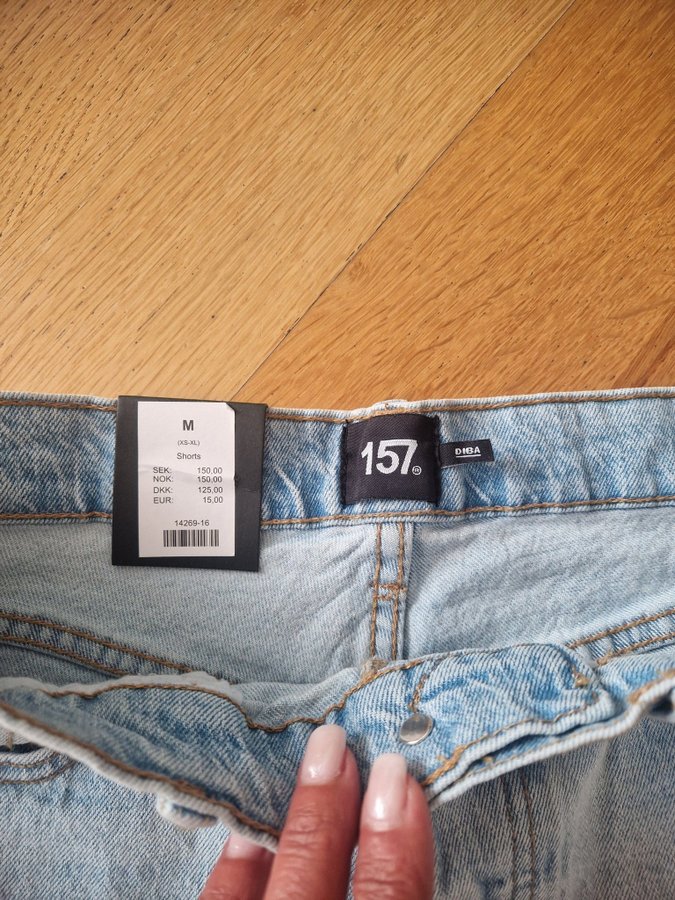 M
(XS-XL)
Shorts
SEK: 150,00
NOK: 150,00
DKK: 125,00
EUR: 15,00
14269-16
157
DIBA